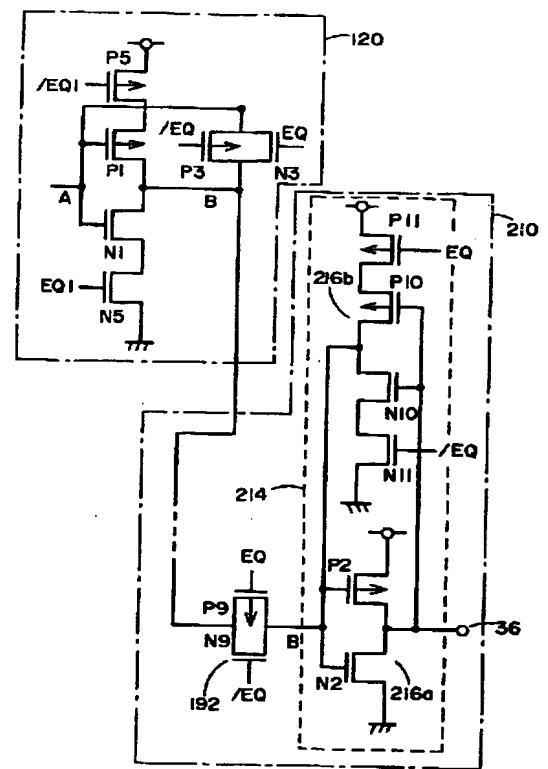 120
P5
/EQ1
/EQ
EQ
P1
P3
N3
A
B
N1
EQ1
N5
210
P11
EQ
P10
216b
N10
N11
/EQ
214
EQ
P2
P9
N9
B
36
N2
216a
192
/EQ